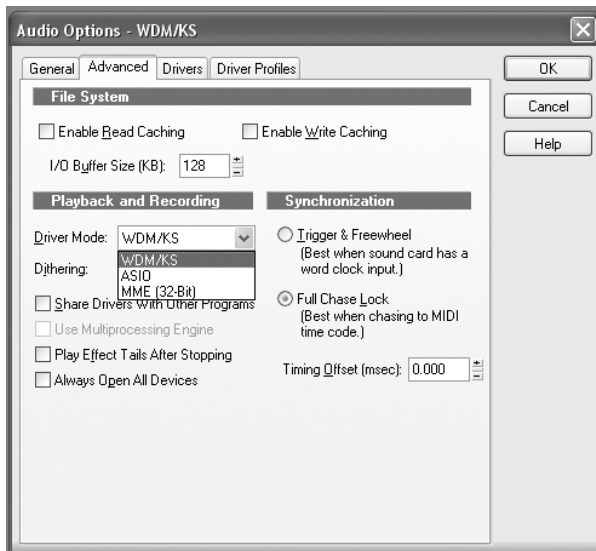 Audio Options - WDM/KS
General Advanced Drivers Driver Profiles
OK
Cancel
Help
File System
Enable Read Caching Enable Write Caching
I/O Buffer Size (KB): 128
Playback and Recording
Driver Mode: WDM/KS
WDM/KS
ASIO
MME (32-Bit)
Dithering:
Share Drivers With Other Programs
Use Multiprocessing Engine
Play Effect Tails After Stopping
Always Open All Devices
Synchronization
Trigger & Freewheel
(Best when sound card has a
word clock input.)
Full Chase Lock
(Best when chasing to MIDI
time code.)
Timing Offset (msec): 0.000